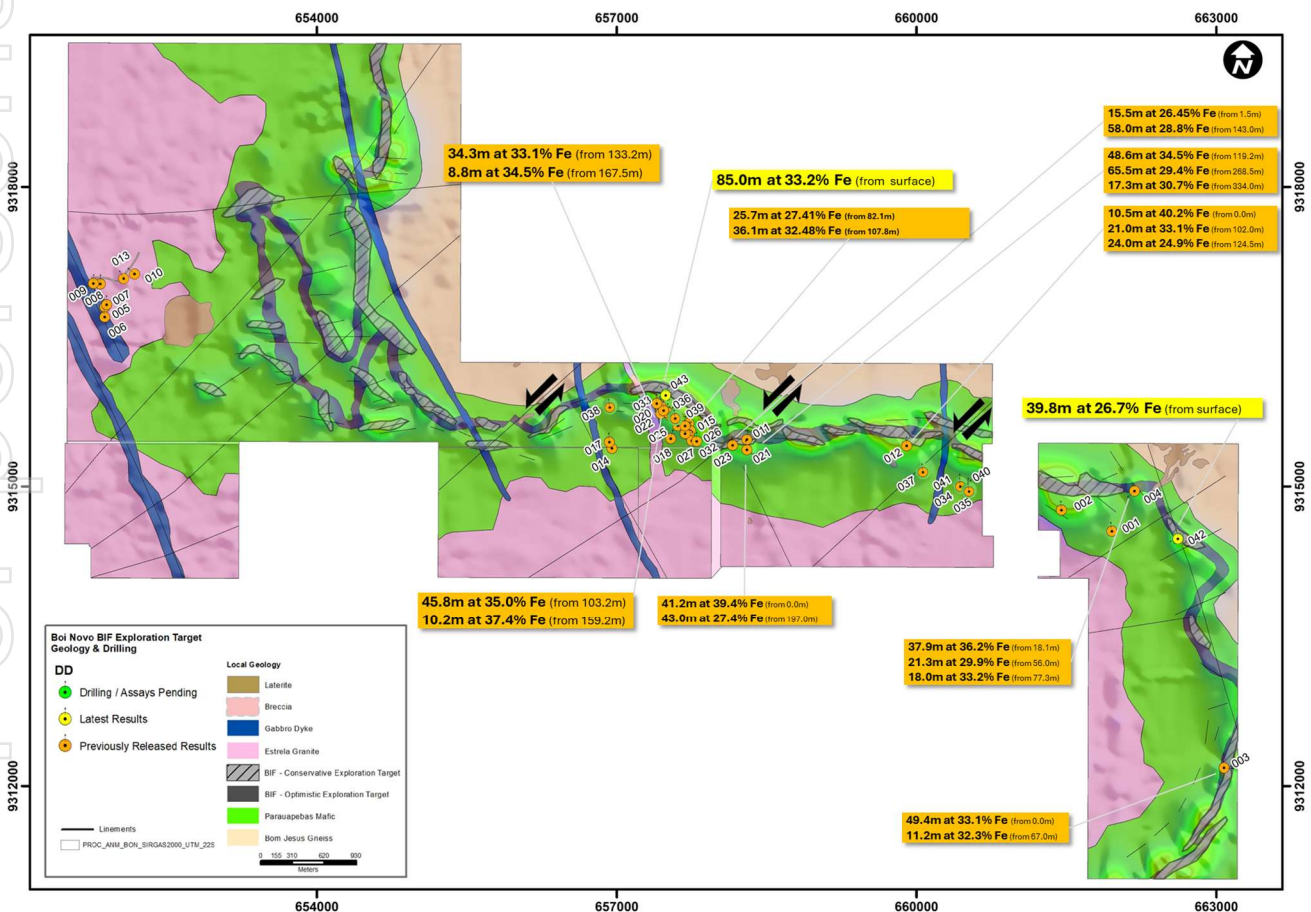 654000
657000
660000
663000
N
9318000
9318000
15.5m at 26.45% Fe (from 1.5m)
58.0m at 28.8% Fe (from 143.0m)
34.3m at 33.1% Fe (from 133.2m)
8.8m at 34.5% Fe (from 167.5m)
48.6m at 34.5% Fe (from 119.2m)
65.5m at 29.4% Fe (from 268.5m)
17.3m at 30.7% Fe (from 334.0m)
85.0m at 33.2% Fe (from surface)
25.7m at 27.41% Fe (from 82.1m)
36.1m at 32.48% Fe (from 107.8m)
10.5m at 40.2% Fe (from 0.0m)
21.0m at 33.1% Fe (from 102.0m)
24.0m at 24.9% Fe (from 124.5m)
013
010
009
008
007
005
006
39.8m at 26.7% Fe (from surface)
043
033
036
038
020
039
022
015
025
026
011
017
018
027
032
023
021
014
012
037
041
040
034
035
9315000
9315000
002
004
001
042
45.8m at 35.0% Fe (from 103.2m)
10.2m at 37.4% Fe (from 159.2m)
41.2m at 39.4% Fe (from 0.0m)
43.0m at 27.4% Fe (from 197.0m)
37.9m at 36.2% Fe (from 18.1m)
21.3m at 29.9% Fe (from 56.0m)
18.0m at 33.2% Fe (from 77.3m)
003
9312000
9312000
49.4m at 33.1% Fe (from 0.0m)
11.2m at 32.3% Fe (from 67.0m)
Boi Novo BIF Exploration Target
Geology & Drilling
DD
Drilling / Assays Pending
Latest Results
Previously Released Results
Linements
PROC_ANM_BON_SIRGAS2000_UTM_22S
Local Geology
Laterite
Breccia
Gabbro Dyke
Estrela Granite
BIF - Conservative Exploration Target
BIF - Optimistic Exploration Target
Parauapebas Mafic
Bom Jesus Gneiss
0 155 310 620 930
Meters
654000
657000
660000
663000